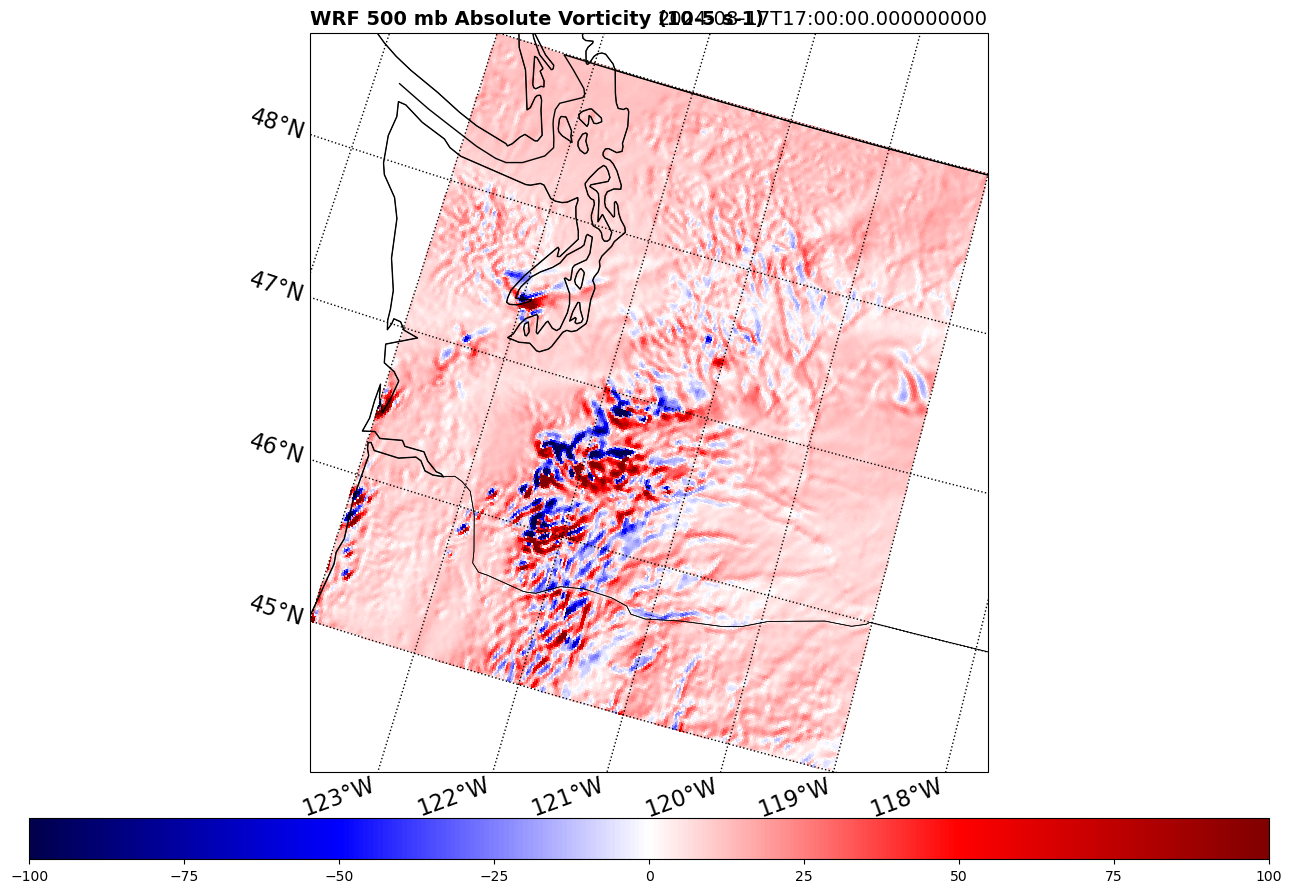 WRF 500 mb Absolute Vorticity (10-5 s-1)
2024-08-17T17:00:00.000000000
48°N
47°N
46°N
45°N
123°W 122°W 121°W 120°W 119°W 118°W
−100 −75 −50 −25 0 25 50 75 100